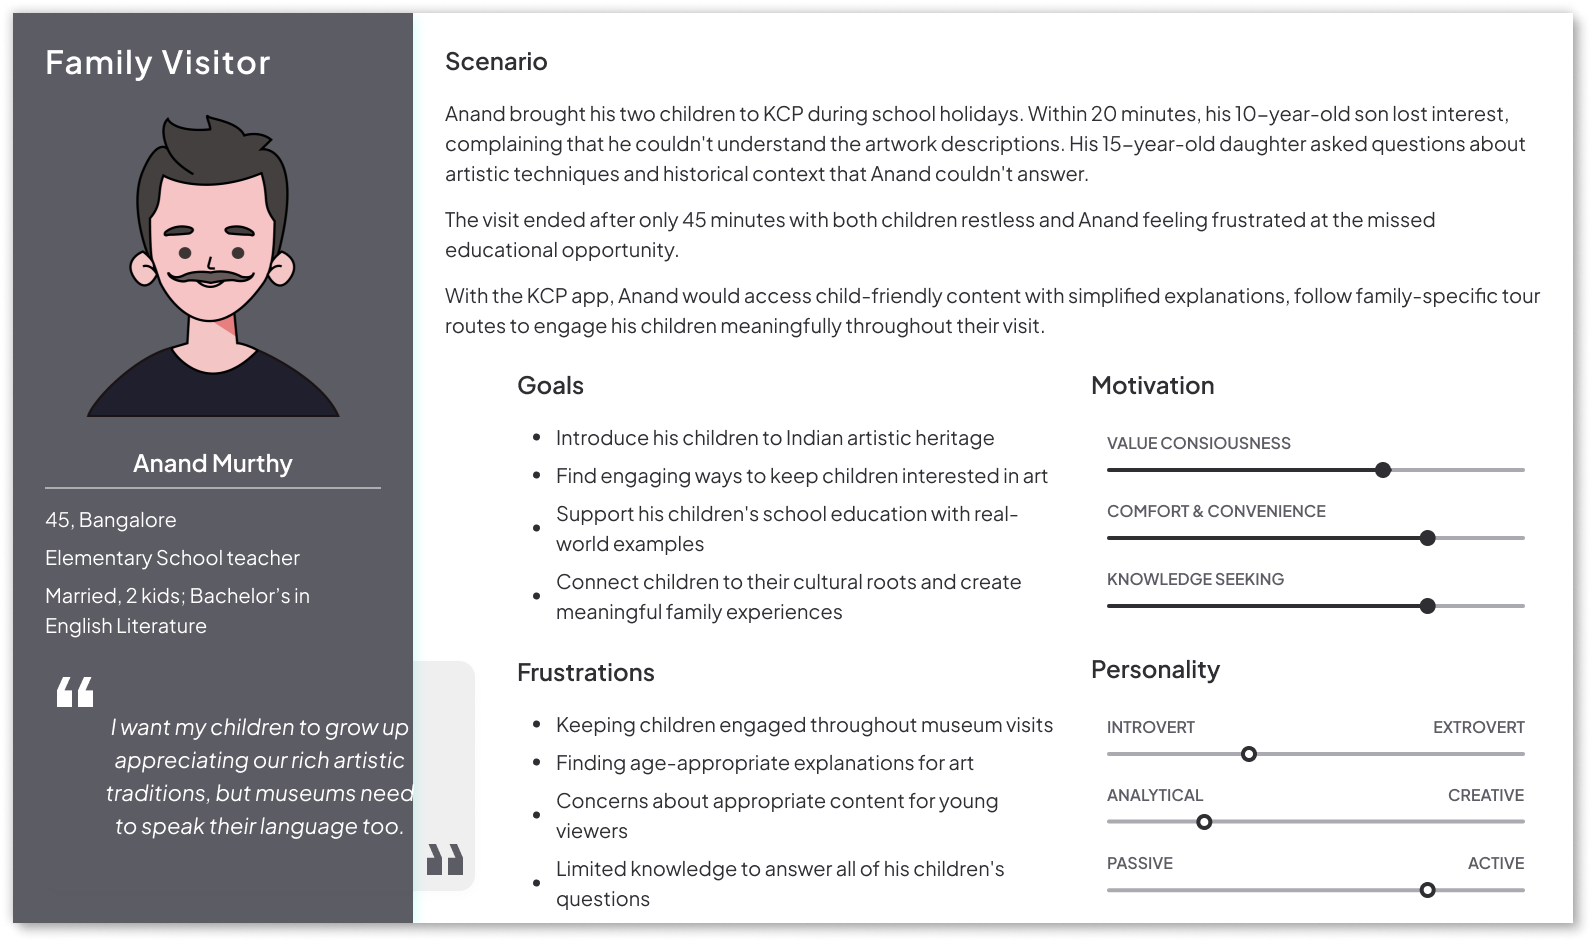 Family Visitor
Anand Murthy
45, Bangalore
Elementary School teacher
Married, 2 kids; Bachelor’s in
English Literature
❝
I want my children to grow up
appreciating our rich artistic
traditions, but museums need
to speak their language too.
❞
Scenario
Anand brought his two children to KCP during school holidays. Within 20 minutes, his 10–year-old son lost interest,
complaining that he couldn't understand the artwork descriptions. His 15–year-old daughter asked questions about
artistic techniques and historical context that Anand couldn't answer.
The visit ended after only 45 minutes with both children restless and Anand feeling frustrated at the missed
educational opportunity.
With the KCP app, Anand would access child-friendly content with simplified explanations, follow family-specific tour
routes to engage his children meaningfully throughout their visit.
Goals
• Introduce his children to Indian artistic heritage
• Find engaging ways to keep children interested in art
• Support his children's school education with real-
world examples
• Connect children to their cultural roots and create
meaningful family experiences
Frustrations
• Keeping children engaged throughout museum visits
• Finding age-appropriate explanations for art
• Concerns about appropriate content for young
viewers
• Limited knowledge to answer all of his children's
questions
Motivation
VALUE CONSIOUSNESS
COMFORT & CONVENIENCE
KNOWLEDGE SEEKING
Personality
INTROVERT EXTROVERT
ANALYTICAL CREATIVE
PASSIVE ACTIVE